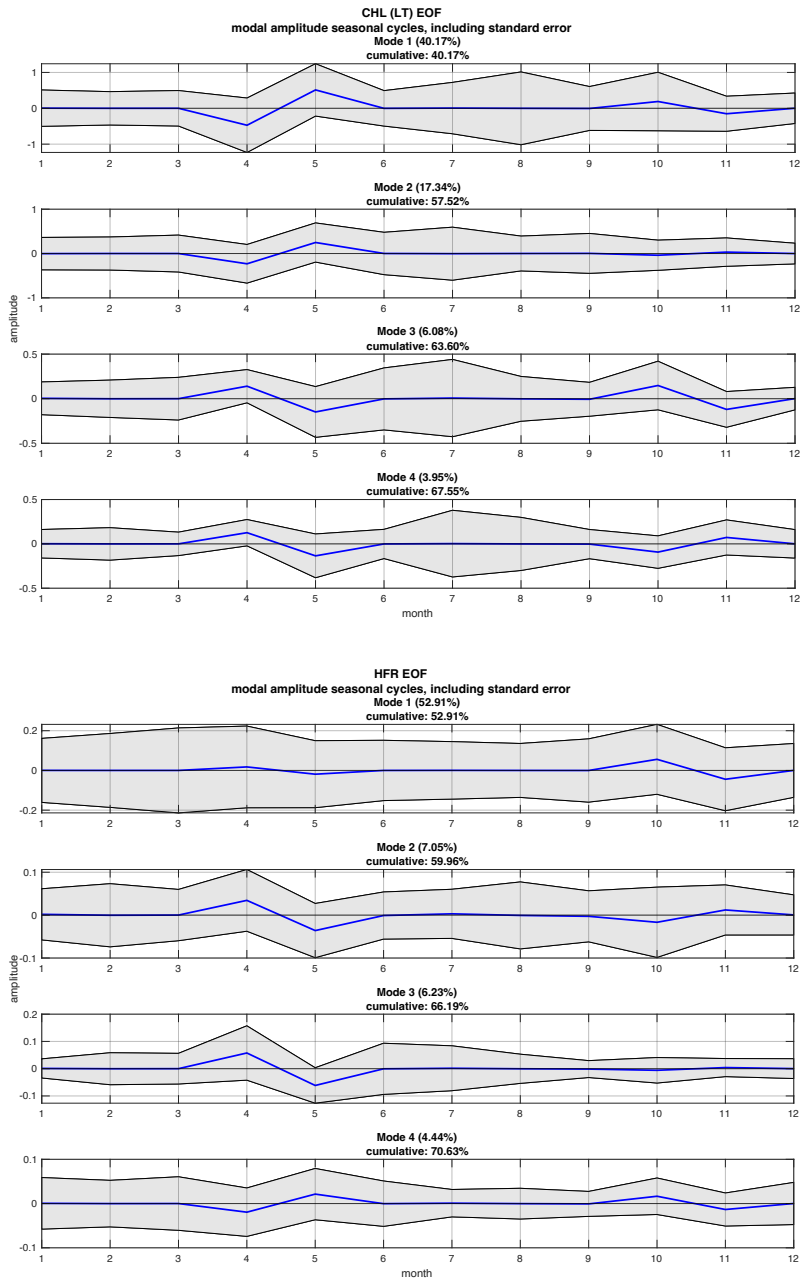 CHL (LT) EOF
modal amplitude seasonal cycles, including standard error
Mode 1 (40.17%)
cumulative: 40.17%
1
0
-1
1 2 3 4 5 6 7 8 9 10 11 12
Mode 2 (17.34%)
cumulative: 57.52%
1
0
-1
1 2 3 4 5 6 7 8 9 10 11 12
amplitude
Mode 3 (6.08%)
cumulative: 63.60%
0.5
0
-0.5
1 2 3 4 5 6 7 8 9 10 11 12
Mode 4 (3.95%)
cumulative: 67.55%
0.5
0
-0.5
1 2 3 4 5 6 7 8 9 10 11 12
month
HFR EOF
modal amplitude seasonal cycles, including standard error
Mode 1 (52.91%)
cumulative: 52.91%
0.2
0
-0.2
1 2 3 4 5 6 7 8 9 10 11 12
Mode 2 (7.05%)
cumulative: 59.96%
0.1
0
-0.1
1 2 3 4 5 6 7 8 9 10 11 12
amplitude
Mode 3 (6.23%)
cumulative: 66.19%
0.2
0.1
0
-0.1
1 2 3 4 5 6 7 8 9 10 11 12
Mode 4 (4.44%)
cumulative: 70.63%
0.1
0
-0.1
1 2 3 4 5 6 7 8 9 10 11 12
month